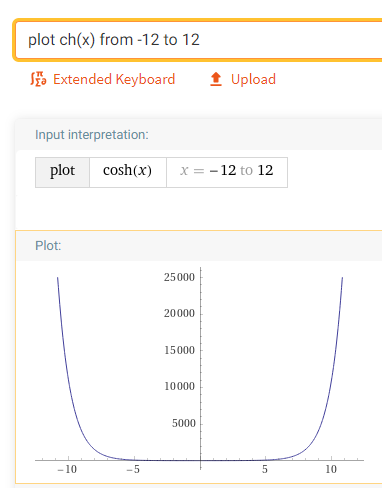 plot ch(x) from -12 to 12
Extended Keyboard
Upload
Input interpretation:
plot cosh(x) x = −12 to 12
Plot:
25000
20000
15000
10000
5000
−10 −5 5 10